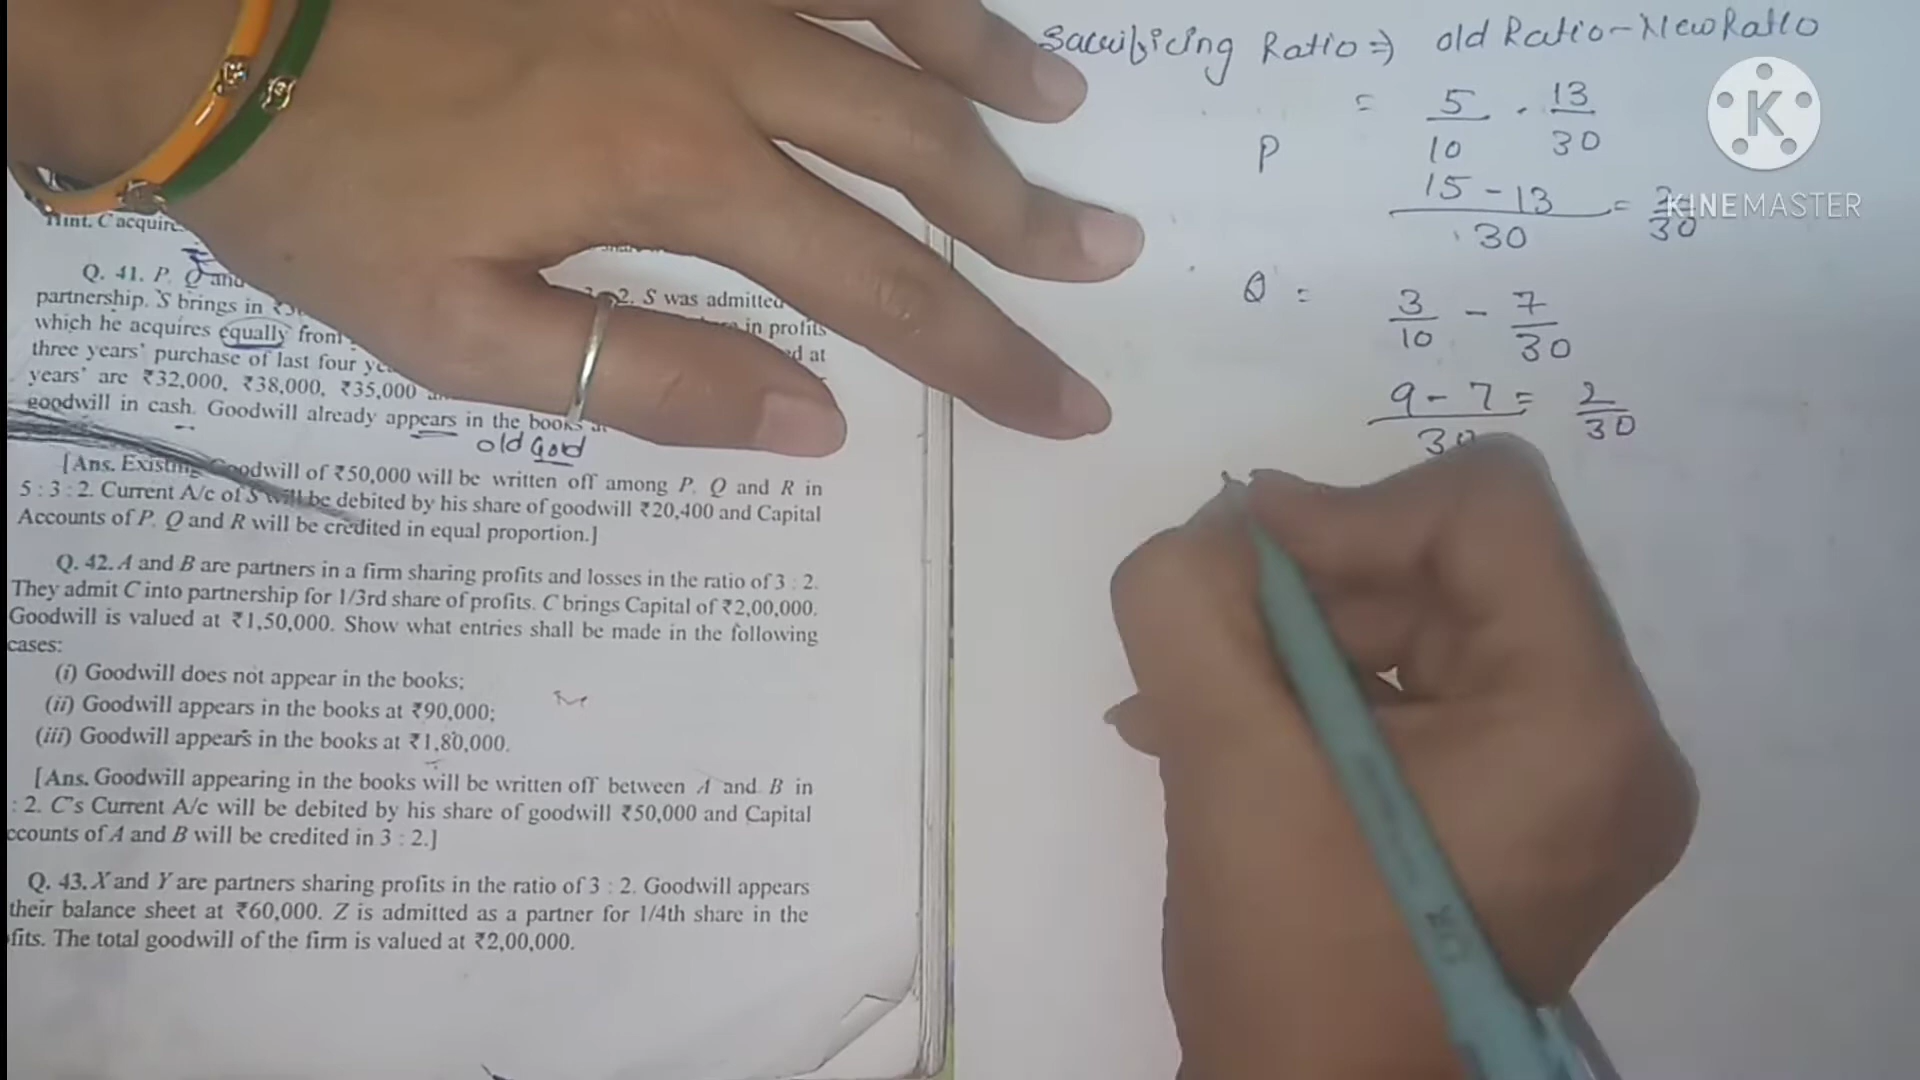 Hint. C acquire
Q. 41. P, Q and
3 : 2. S was admitted
partnership. S brings in
in profits
which he acquires equally from
d at
three years' purchase of last four ye
years' are ₹32,000, ₹38,000, ₹35,000
goodwill in cash. Goodwill already appears in the books at
old Good
[Ans. Existing Goodwill of ₹50,000 will be written off among P, Q and R in
5 : 3 : 2. Current A/c of S will be debited by his share of goodwill ₹20,400 and Capital
Accounts of P, Q and R will be credited in equal proportion.]
Q. 42. A and B are partners in a firm sharing profits and losses in the ratio of 3 : 2.
They admit C into partnership for 1/3rd share of profits. C brings Capital of ₹2,00,000.
Goodwill is valued at ₹1,50,000. Show what entries shall be made in the following
cases:
(i) Goodwill does not appear in the books;
(ii) Goodwill appears in the books at ₹90,000;
(iii) Goodwill appears in the books at ₹1,80,000.
[Ans. Goodwill appearing in the books will be written off between A and B in
: 2. C's Current A/c will be debited by his share of goodwill ₹50,000 and Capital
ccounts of A and B will be credited in 3 : 2.]
Q. 43. X and Y are partners sharing profits in the ratio of 3 : 2. Goodwill appears
their balance sheet at ₹60,000. Z is admitted as a partner for 1/4th share in the
fits. The total goodwill of the firm is valued at ₹2,00,000.
Sacrificing Ratio => old Ratio - New Ratio
P = 5/10 - 13/30
15 - 13/30 = 2/30
Q = 3/10 - 7/30
9 - 7/30 = 2/30
K
KINEMASTER